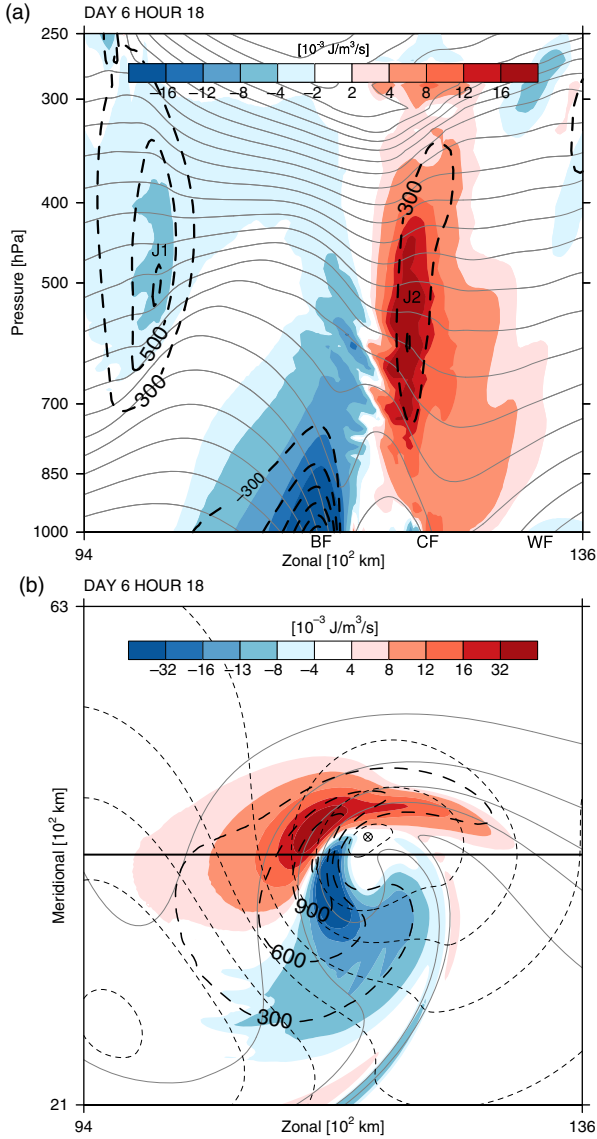 (a)
DAY 6 HOUR 18
[10⁻³ J/m³/s]
−16 −12 −8 −4 −2 2 4 8 12 16
250
300
400
500
700
850
1000
Pressure [hPa]
J1
500
300
300
J2
−300
BF CF WF
94 Zonal [10² km] 136
(b)
DAY 6 HOUR 18
63
[10⁻³ J/m³/s]
−32 −16 −13 −8 −4 4 8 12 16 32
Meridional [10² km]
900
600
300
21
94 Zonal [10² km] 136